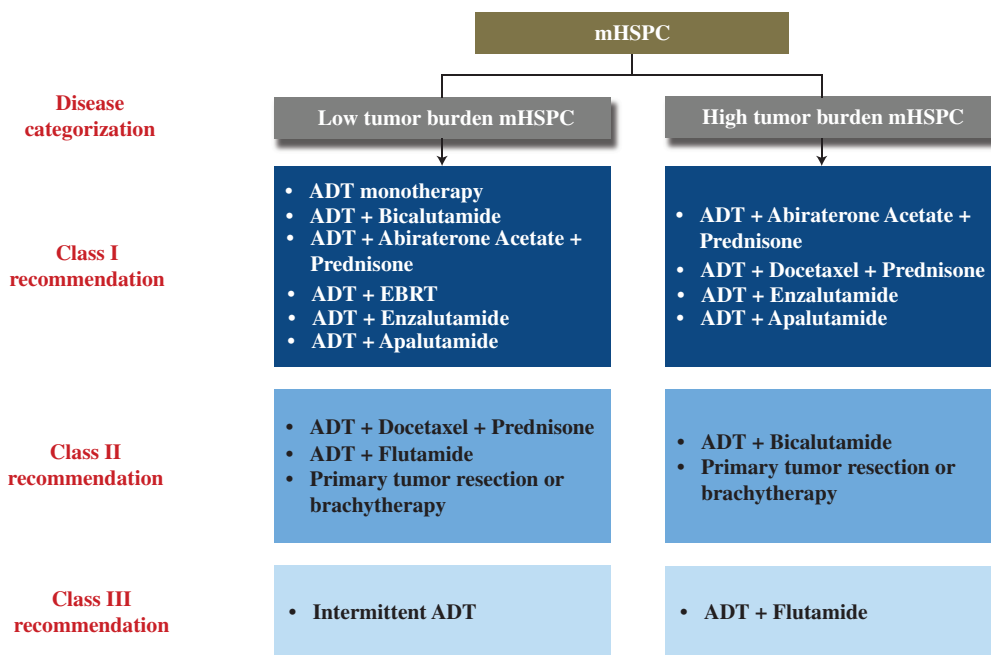 mHSPC
Disease
categorization
Low tumor burden mHSPC
High tumor burden mHSPC
Class I
recommendation
• ADT monotherapy
• ADT + Bicalutamide
• ADT + Abiraterone Acetate +
Prednisone
• ADT + EBRT
• ADT + Enzalutamide
• ADT + Apalutamide
• ADT + Abiraterone Acetate +
Prednisone
• ADT + Docetaxel + Prednisone
• ADT + Enzalutamide
• ADT + Apalutamide
Class II
recommendation
• ADT + Docetaxel + Prednisone
• ADT + Flutamide
• Primary tumor resection or
brachytherapy
• ADT + Bicalutamide
• Primary tumor resection or
brachytherapy
Class III
recommendation
• Intermittent ADT
• ADT + Flutamide